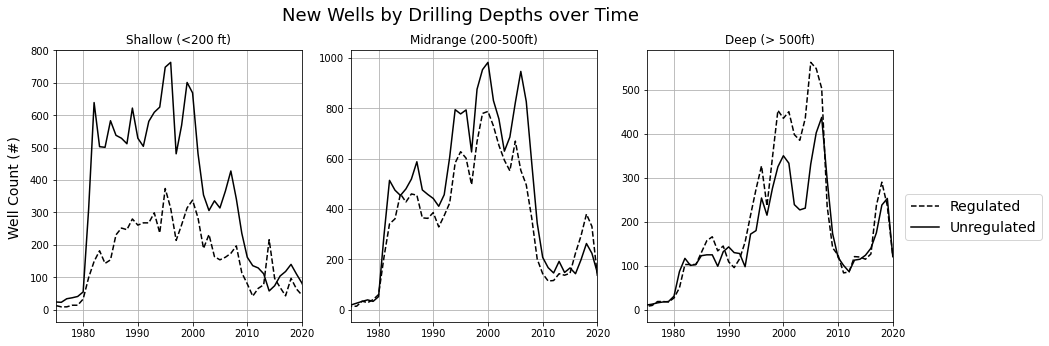 New Wells by Drilling Depths over Time
Shallow (<200 ft)
Midrange (200-500ft)
Deep (> 500ft)
Well Count (#)
800
700
600
500
400
300
200
100
0
1980 1990 2000 2010 2020
1000
800
600
400
200
0
1980 1990 2000 2010 2020
500
400
300
200
100
0
1980 1990 2000 2010 2020
Regulated
Unregulated